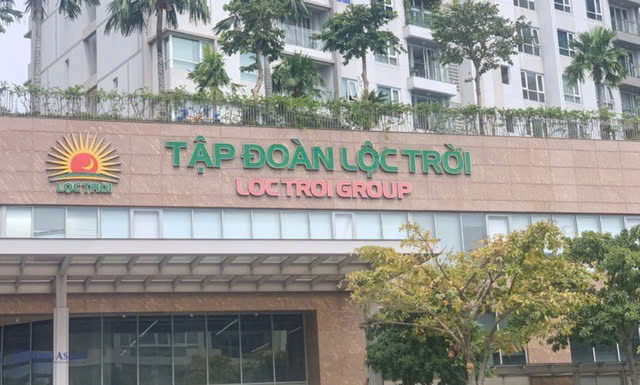 TẬP ĐOÀN LỘC TRỜI
LOC TROI GROUP
LỘC TRỜI